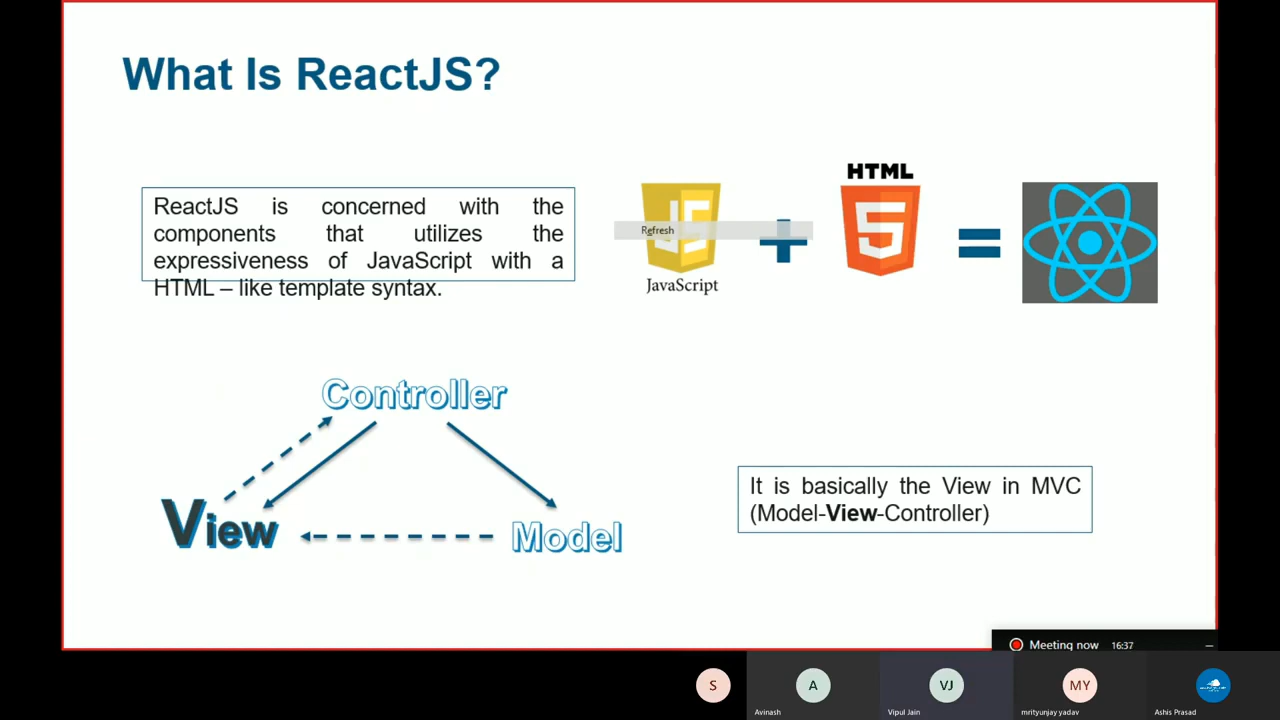 What Is ReactJS?
ReactJS is concerned with the
components that utilizes the
expressiveness of JavaScript with a
HTML – like template syntax.
JS
Refresh
JavaScript
HTML
5
Controller
View
Model
It is basically the View in MVC
(Model-View-Controller)
Meeting now 16:37
S
A
Avinash
VJ
Vipul Jain
MY
mrityunjay yadav
Ashis Prasad